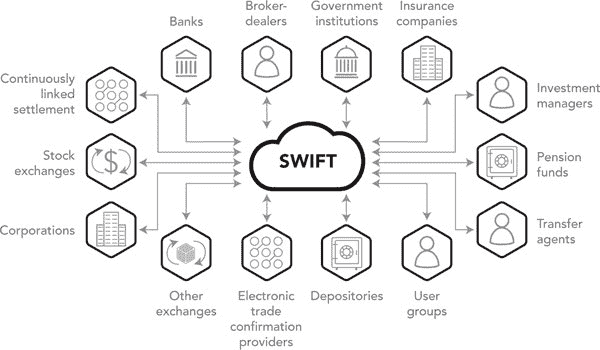 Banks
Broker-
dealers
Government
institutions
Insurance
companies
Continuously
linked
settlement
Investment
managers
SWIFT
Stock
exchanges
$
Pension
funds
Corporations
Transfer
agents
Other
exchanges
Electronic
trade
confirmation
providers
Depositories
User
groups